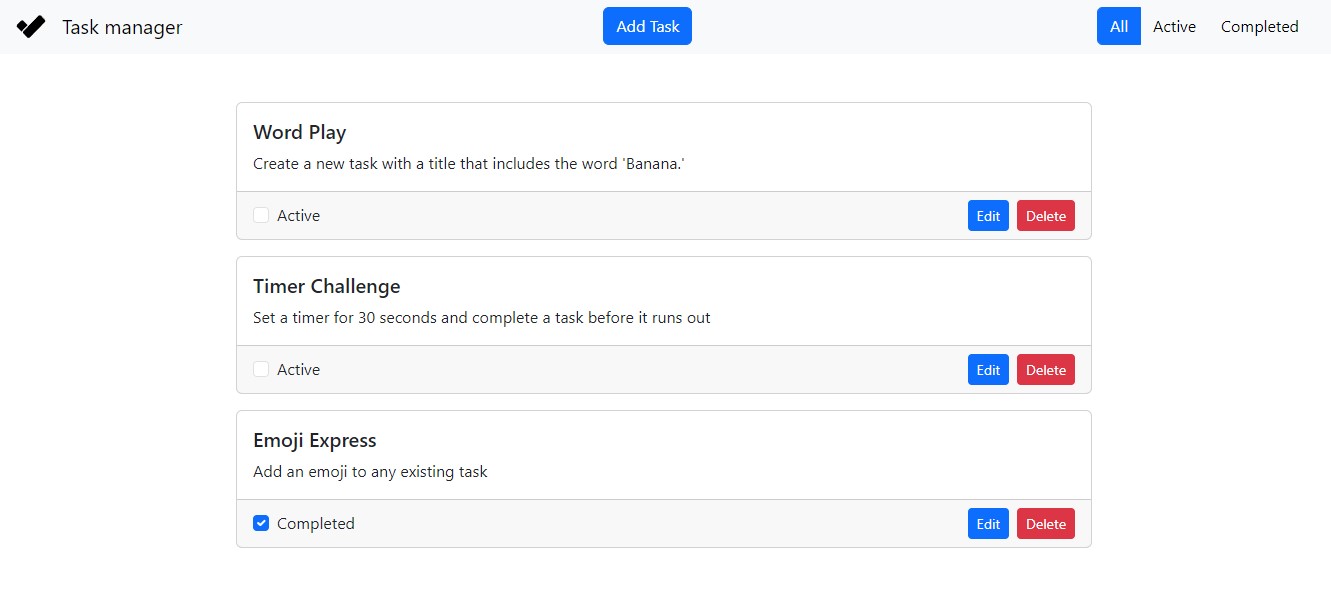 Task manager Add Task All Active Completed
Word Play
Create a new task with a title that includes the word 'Banana.'
Active Edit Delete
Timer Challenge
Set a timer for 30 seconds and complete a task before it runs out
Active Edit Delete
Emoji Express
Add an emoji to any existing task
Completed Edit Delete